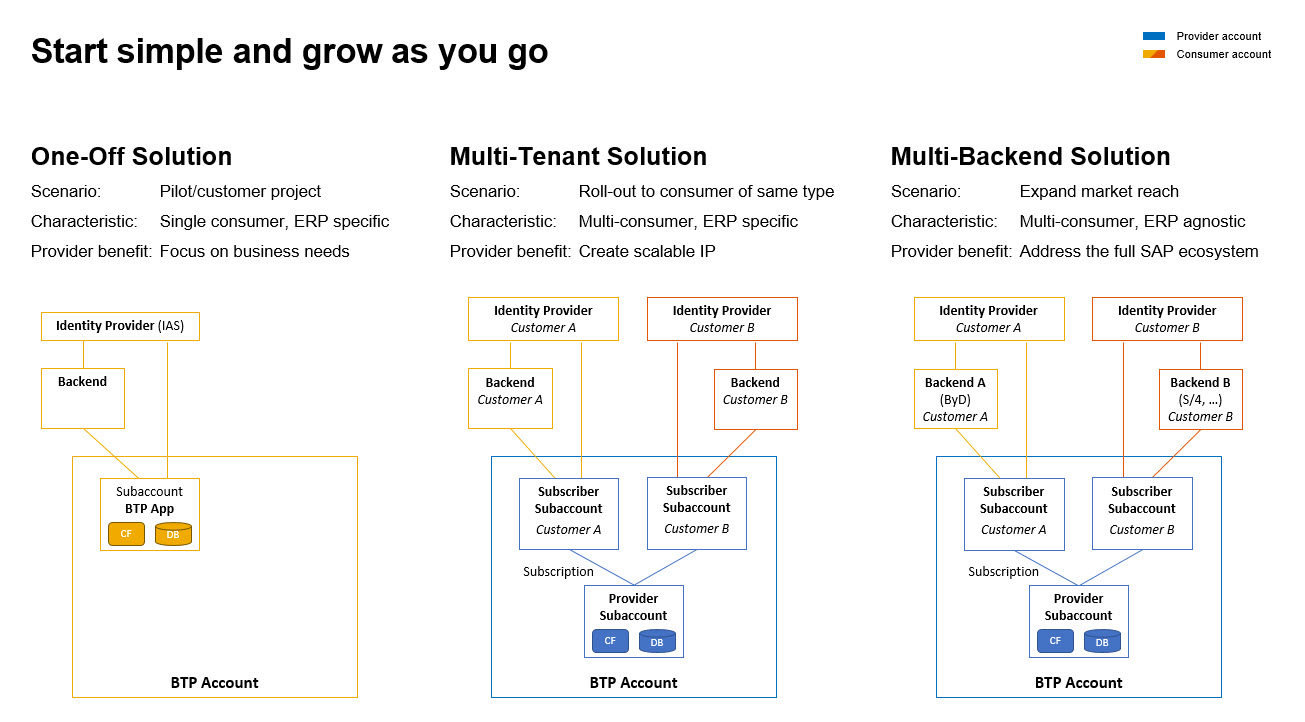 Start simple and grow as you go
Provider account
Consumer account
One-Off Solution
Scenario: Pilot/customer project
Characteristic: Single consumer, ERP specific
Provider benefit: Focus on business needs
Identity Provider (IAS)
Backend
Subaccount
BTP App
CF DB
BTP Account
Multi-Tenant Solution
Scenario: Roll-out to consumer of same type
Characteristic: Multi-consumer, ERP specific
Provider benefit: Create scalable IP
Identity Provider
Customer A
Identity Provider
Customer B
Backend
Customer A
Backend
Customer B
Subscriber
Subaccount
Customer A
Subscriber
Subaccount
Customer B
Subscription
Provider
Subaccount
CF DB
BTP Account
Multi-Backend Solution
Scenario: Expand market reach
Characteristic: Multi-consumer, ERP agnostic
Provider benefit: Address the full SAP ecosystem
Identity Provider
Customer A
Identity Provider
Customer B
Backend A
(ByD)
Customer A
Backend B
(S/4, …)
Customer B
Subscriber
Subaccount
Customer A
Subscriber
Subaccount
Customer B
Subscription
Provider
Subaccount
CF DB
BTP Account